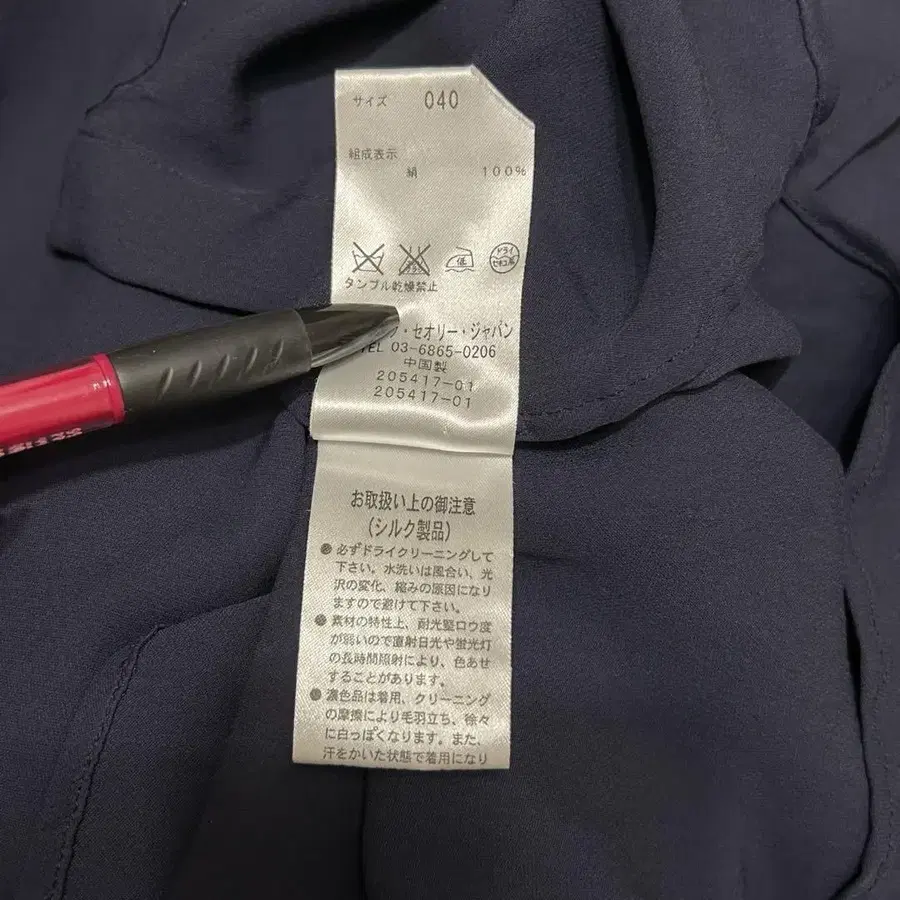 サイズ 040
組成表示
絹 100%
低 ドライ セキユ系
タンブル乾燥禁止
・セオリー・ジャパン
TEL 03-6865-0206
中国製
205417-01
205417-01
お取扱い上の御注意
(シルク製品)
●必ずドライクリーニングして
下さい。水洗いは風合い、光
沢の変化、縮みの原因になり
ますので避けて下さい。
●素材の特性上、耐光堅ロウ度
が弱いので直射日光や蛍光灯
の長時間照射により、色あせ
することがあります。
●濃色品は着用、クリーニング
の摩擦により毛羽立ち、徐々
に白っぽくなります。また、
汗をかいた状態で着用になり